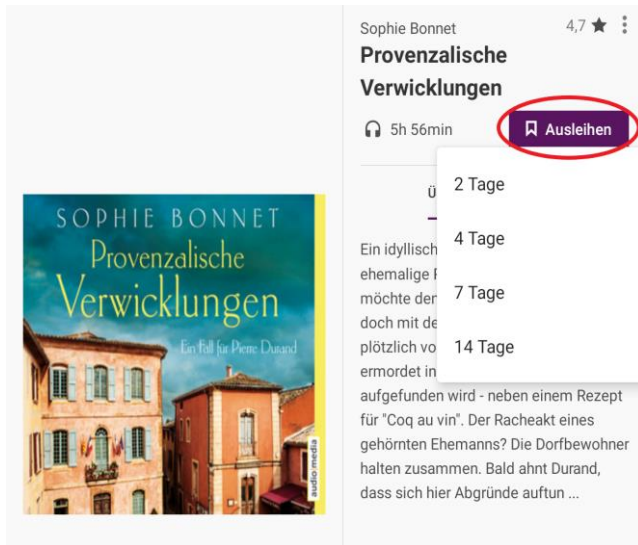 SOPHIE BONNET
Provenzalische
Verwicklungen
Ein Fall für Pierre Durand
audio media
Sophie Bonnet
4,7
Provenzalische
Verwicklungen
5h 56min
Ausleihen
2 Tage
4 Tage
7 Tage
14 Tage
Ein idyllisch
ehemalige
möchte
doch mit
plötzlich
ermordet in
aufgefunden wird - neben einem Rezept
für "Coq au vin". Der Racheakt eines
gehörnten Ehemanns? Die Dorfbewohner
halten zusammen. Bald ahnt Durand,
dass sich hier Abgründe auftun ...